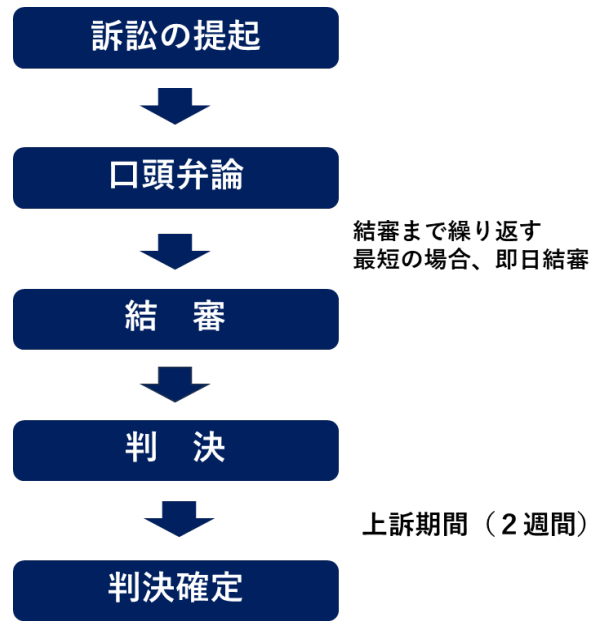 訴訟の提起
口頭弁論
結審まで繰り返す
最短の場合、即日結審
結　審
判　決
上訴期間（２週間）
判決確定